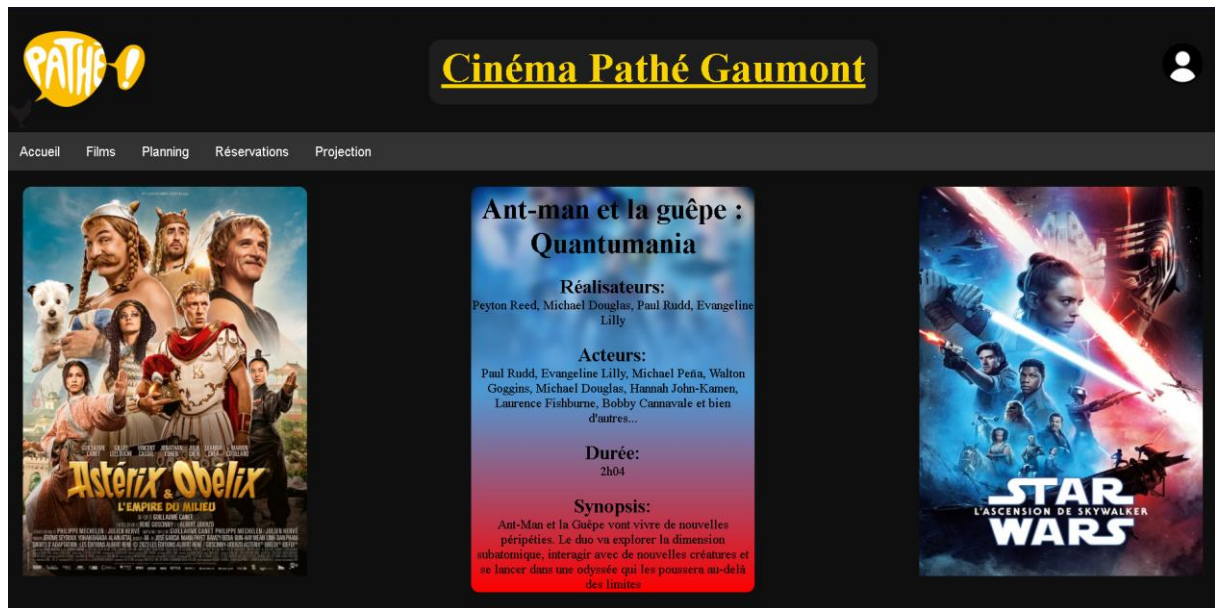 PATHÉ!
Cinéma Pathé Gaumont
Accueil Films Planning Réservations Projection
Astérix & Obélix
L'EMPIRE DU MILIEU
Ant-man et la guêpe :
Quantumania
Réalisateurs:
Peyton Reed, Michael Douglas, Paul Rudd, Evangeline
Lilly
Acteurs:
Paul Rudd, Evangeline Lilly, Michael Peña, Walton
Goggins, Michael Douglas, Hannah John-Kamen,
Laurence Fishburne, Bobby Cannavale et bien
d'autres...
Durée:
2h04
Synopsis:
Ant-Man et la Guêpe vont vivre de nouvelles
péripéties. Le duo va explorer la dimension
subatomique, interagir avec de nouvelles créatures et
se lancer dans une odyssée qui les poussera au-delà
des limites
STAR
L'ASCENSION DE SKYWALKER
WARS